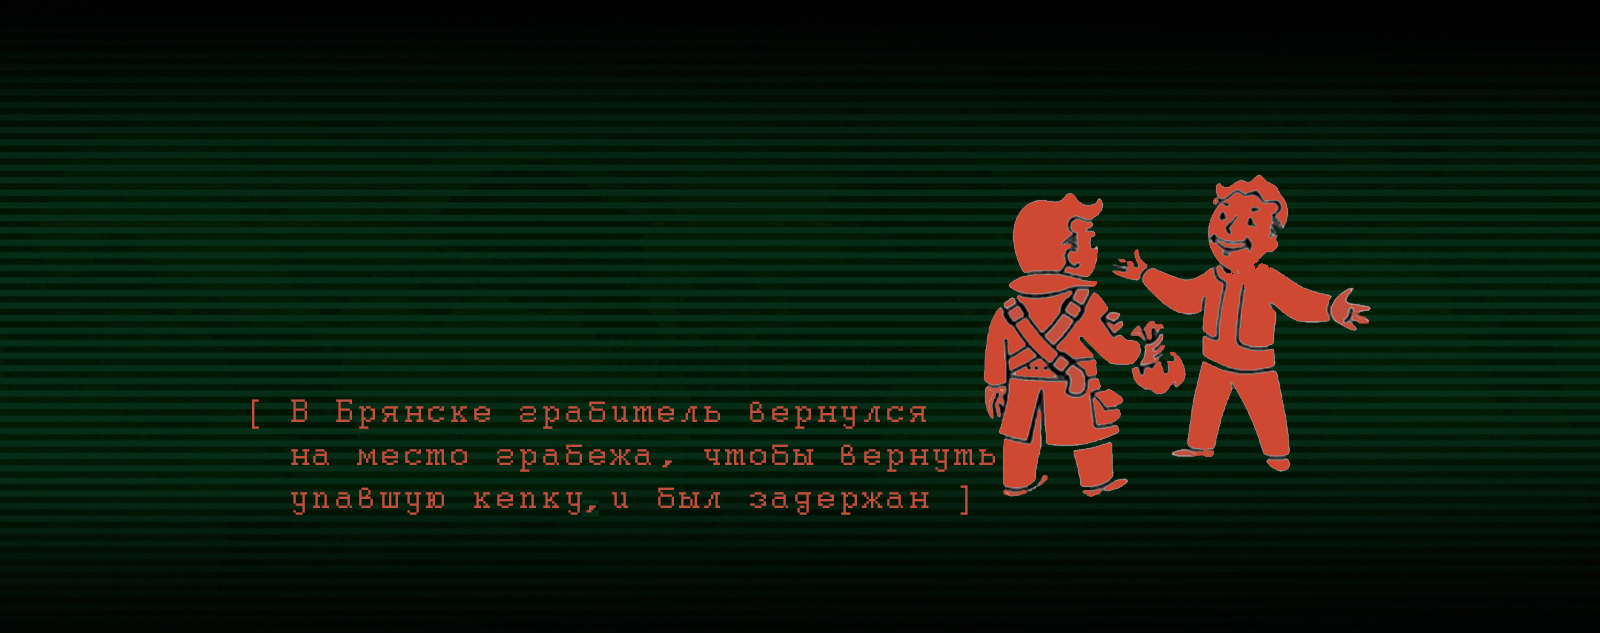 [ В Брянске грабитель вернулся
на место грабежа, чтобы вернуть
упавшую кепку, и был задержан ]